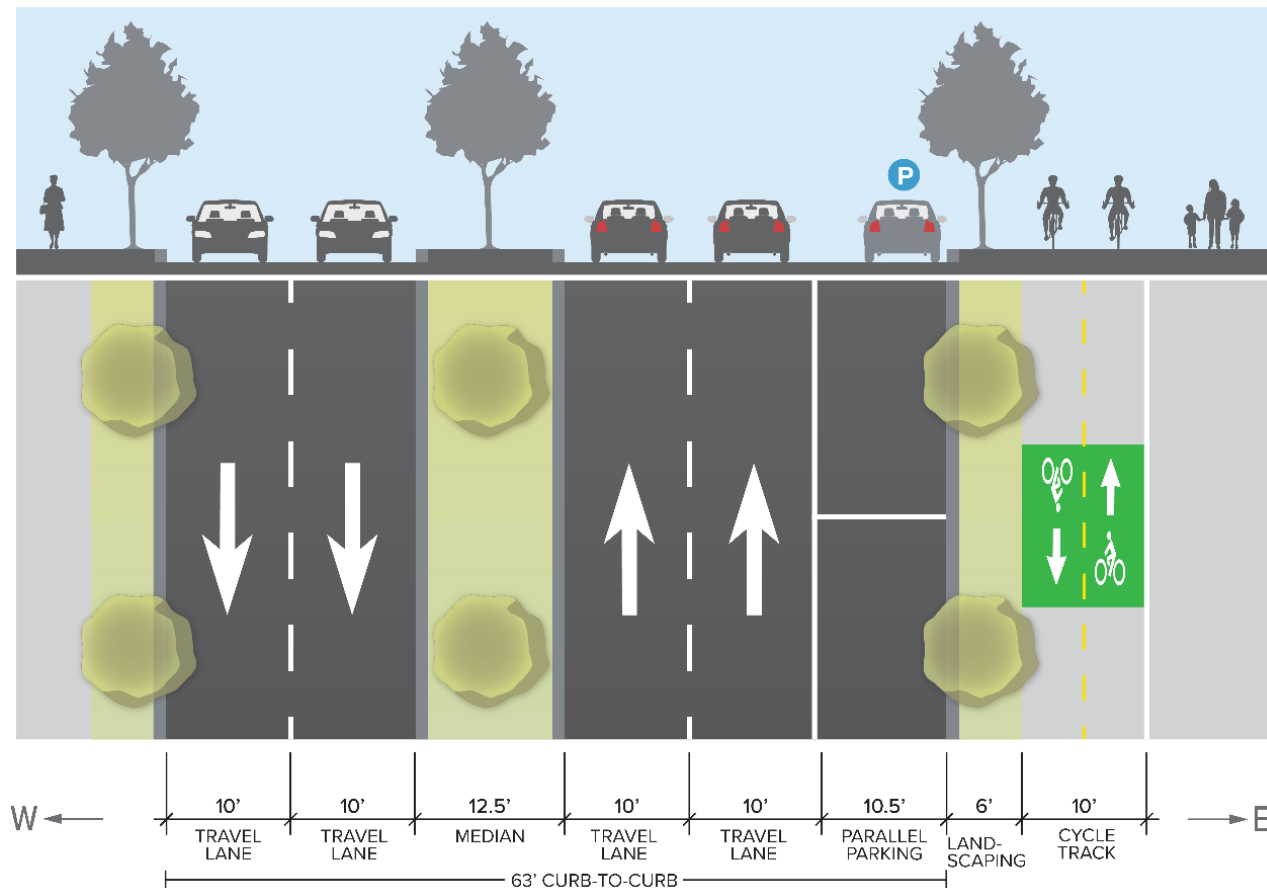 P
10’
10’
12.5’
10’
10’
10.5’
6’
10’
W
E
TRAVEL
LANE
TRAVEL
LANE
MEDIAN
TRAVEL
LANE
TRAVEL
LANE
PARALLEL
PARKING
LAND-
SCAPING
CYCLE
TRACK
63’ CURB-TO-CURB